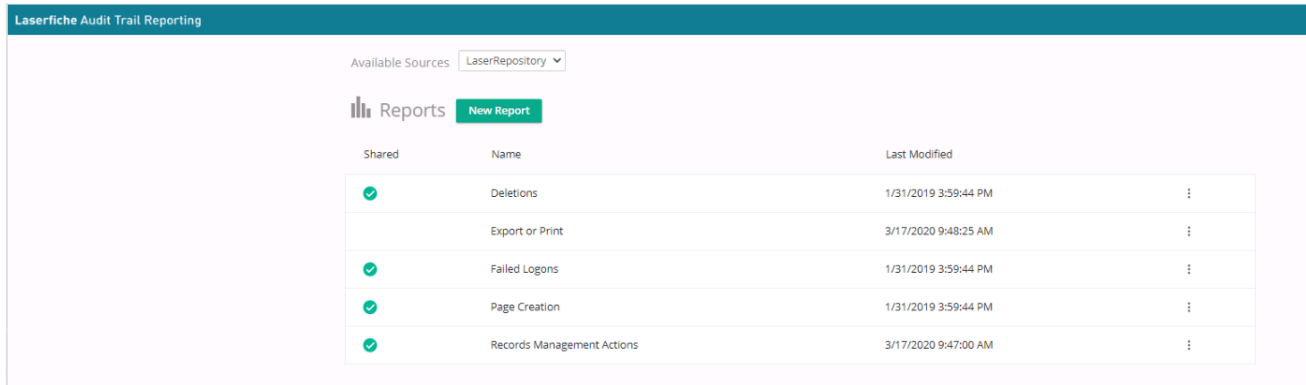 Laserfiche Audit Trail Reporting
Available Sources LaserRepository
Reports New Report
Shared Name Last Modified
Deletions 1/31/2019 3:59:44 PM
Export or Print 3/17/2020 9:48:25 AM
Failed Logons 1/31/2019 3:59:44 PM
Page Creation 1/31/2019 3:59:44 PM
Records Management Actions 3/17/2020 9:47:00 AM